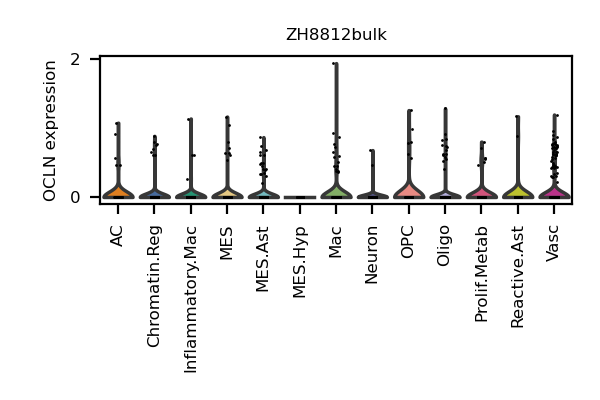 ZH8812bulk
OCLN expression
2
0
AC
Chromatin.Reg
Inflammatory.Mac
MES
MES.Ast
MES.Hyp
Mac
Neuron
OPC
Oligo
Prolif.Metab
Reactive.Ast
Vasc